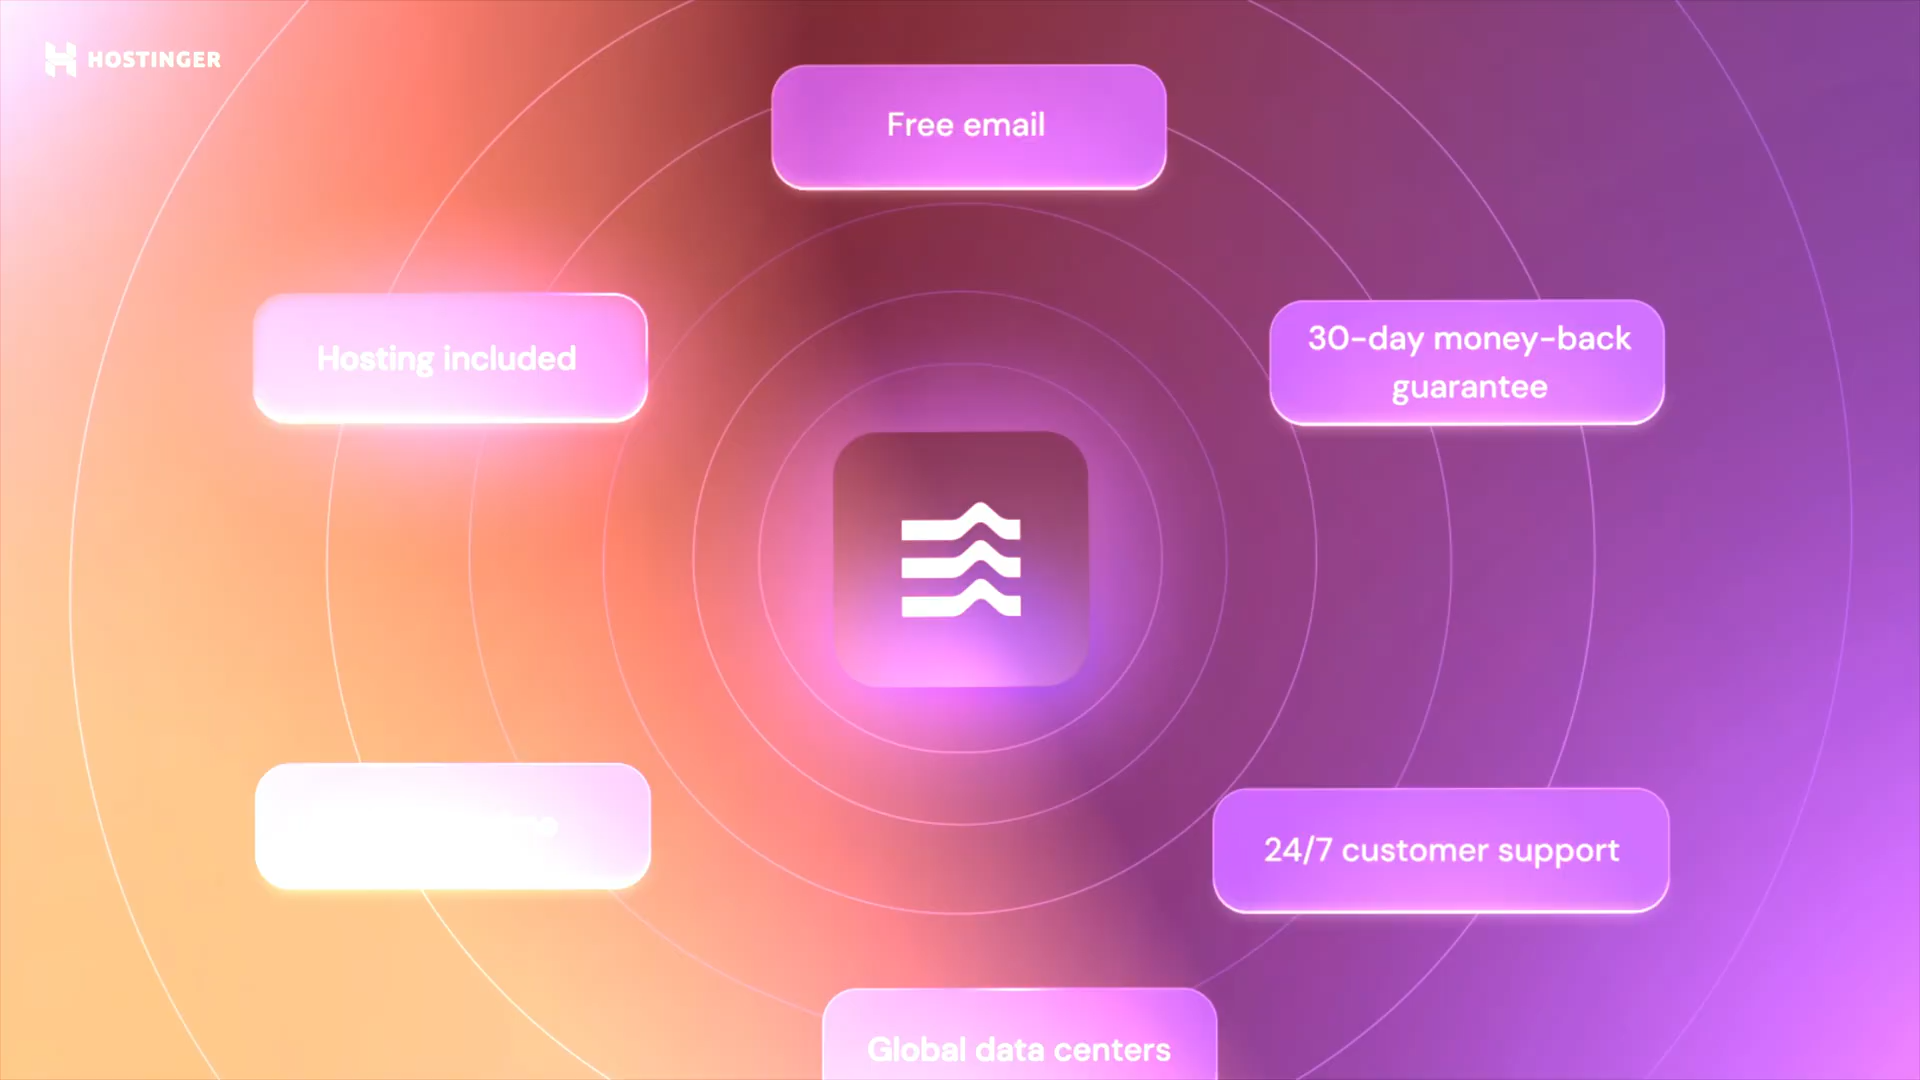 HOSTINGER
Free email
Hosting included
30-day money-back
guarantee
24/7 customer support
Global data centers